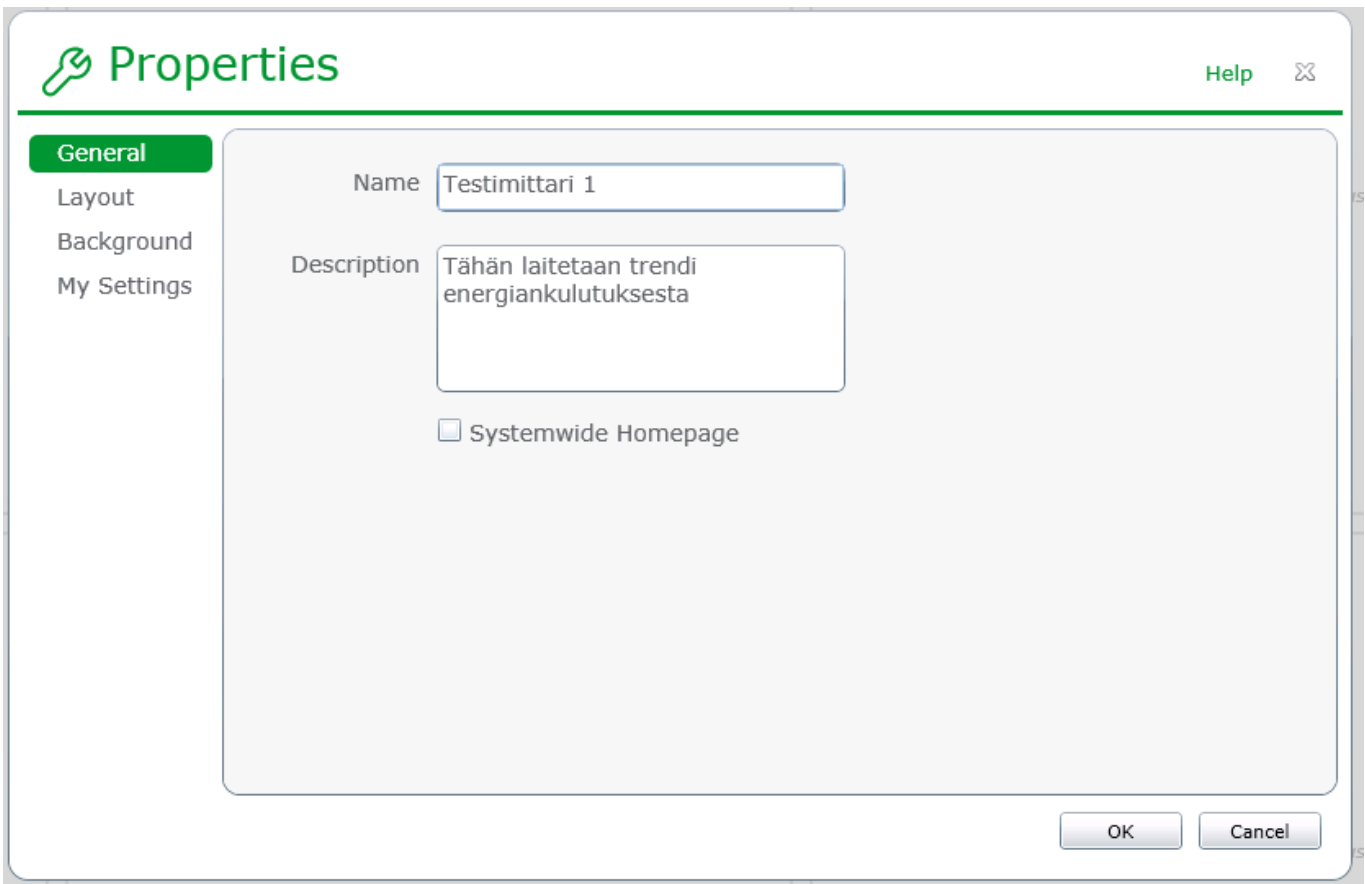 Properties
Help
General
Layout
Background
My Settings
Name
Testimittari 1
Description
Tähän laitetaan trendi
energiankulutuksesta
Systemwide Homepage
OK
Cancel